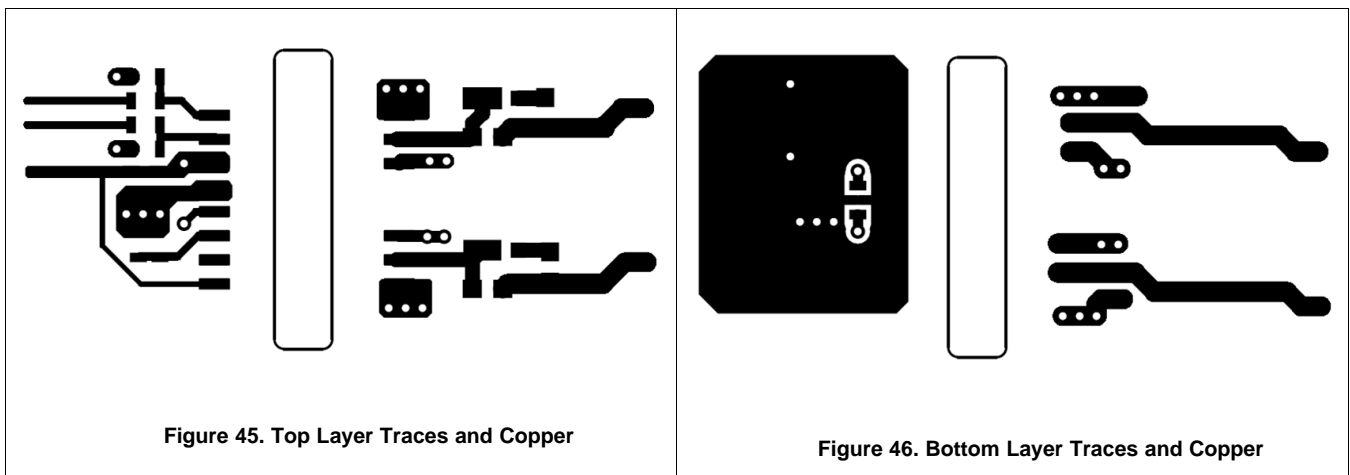 Figure 45. Top Layer Traces and Copper
Figure 46. Bottom Layer Traces and Copper